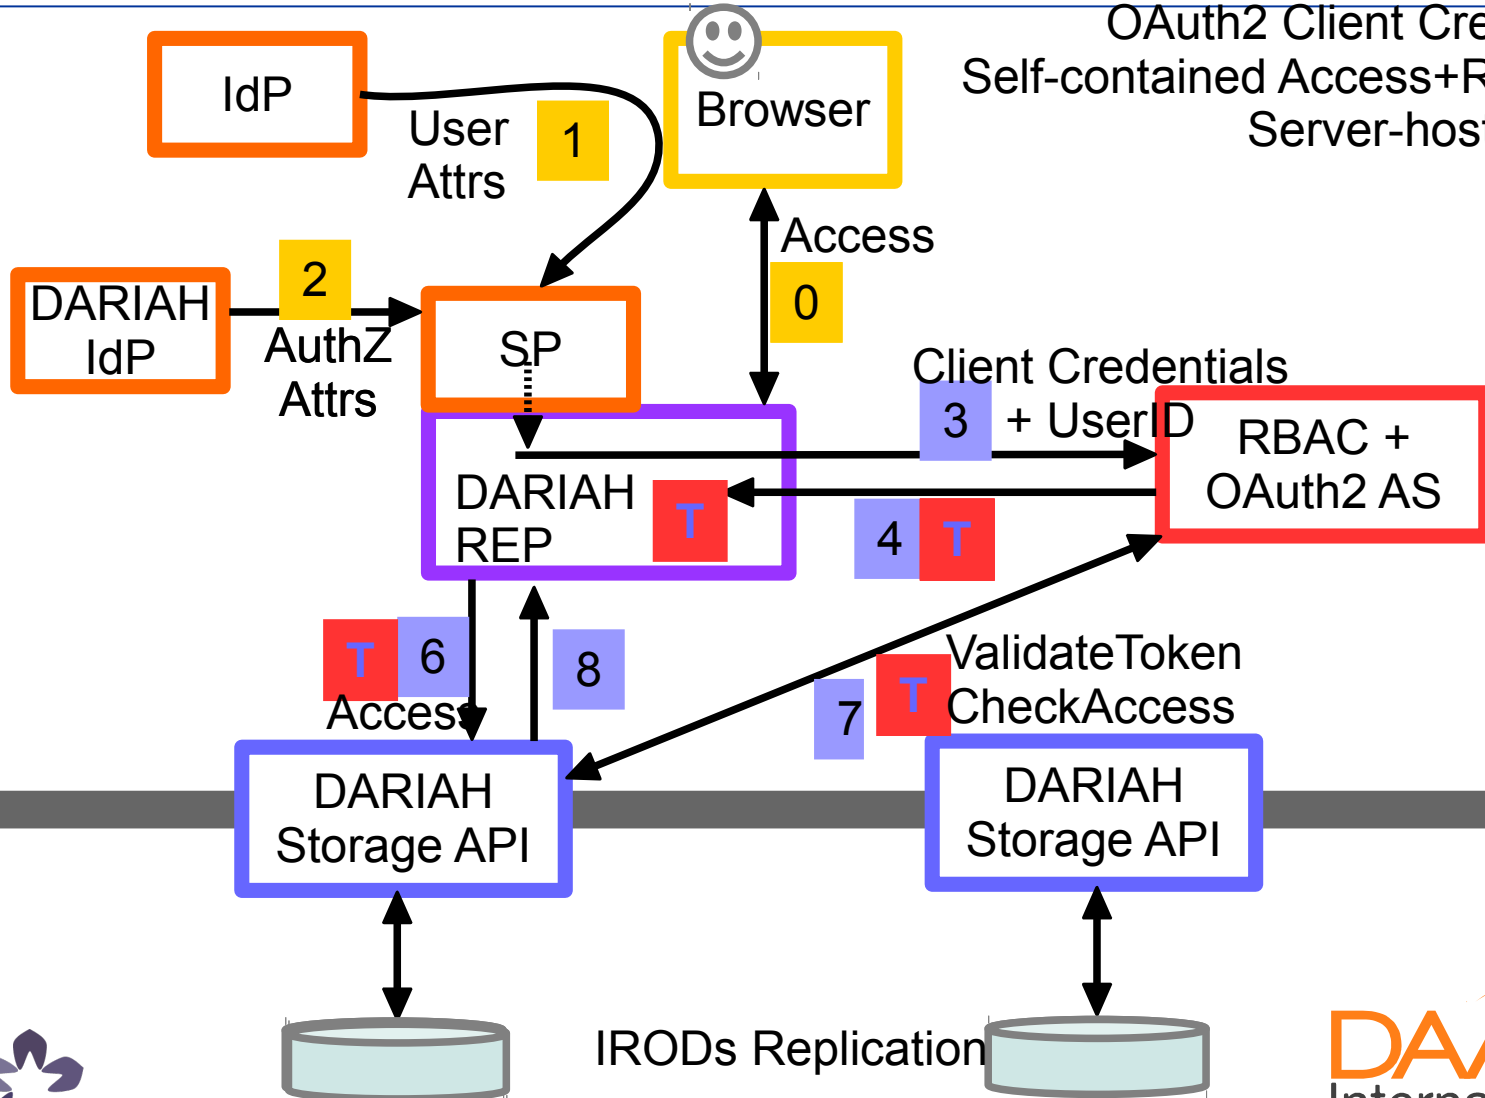 OAuth2 Client Cre
Self-contained Access+R
Server-host
IdP
User
Attrs
1
Browser
Access
0
DARIAH
IdP
2
AuthZ
Attrs
SP
Client Credentials
3 + UserID
RBAC +
OAuth2 AS
DARIAH
REP
T
4 T
T 6
Access
8
7 T
ValidateToken
CheckAccess
DARIAH
Storage API
DARIAH
Storage API
IRODs Replication